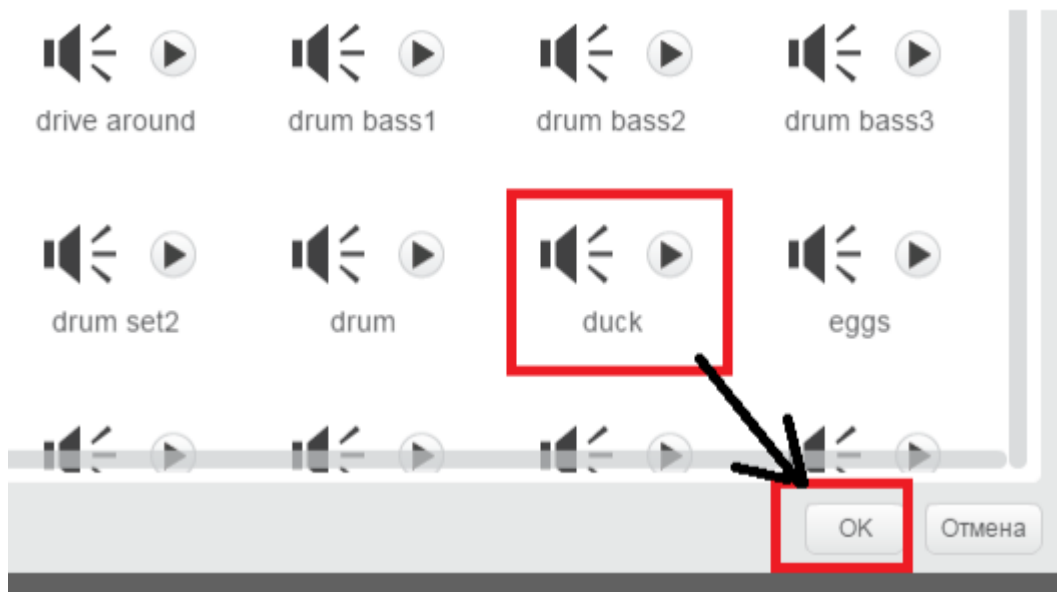 drive around drum bass1 drum bass2 drum bass3
drum set2 drum duck eggs
OK Отмена